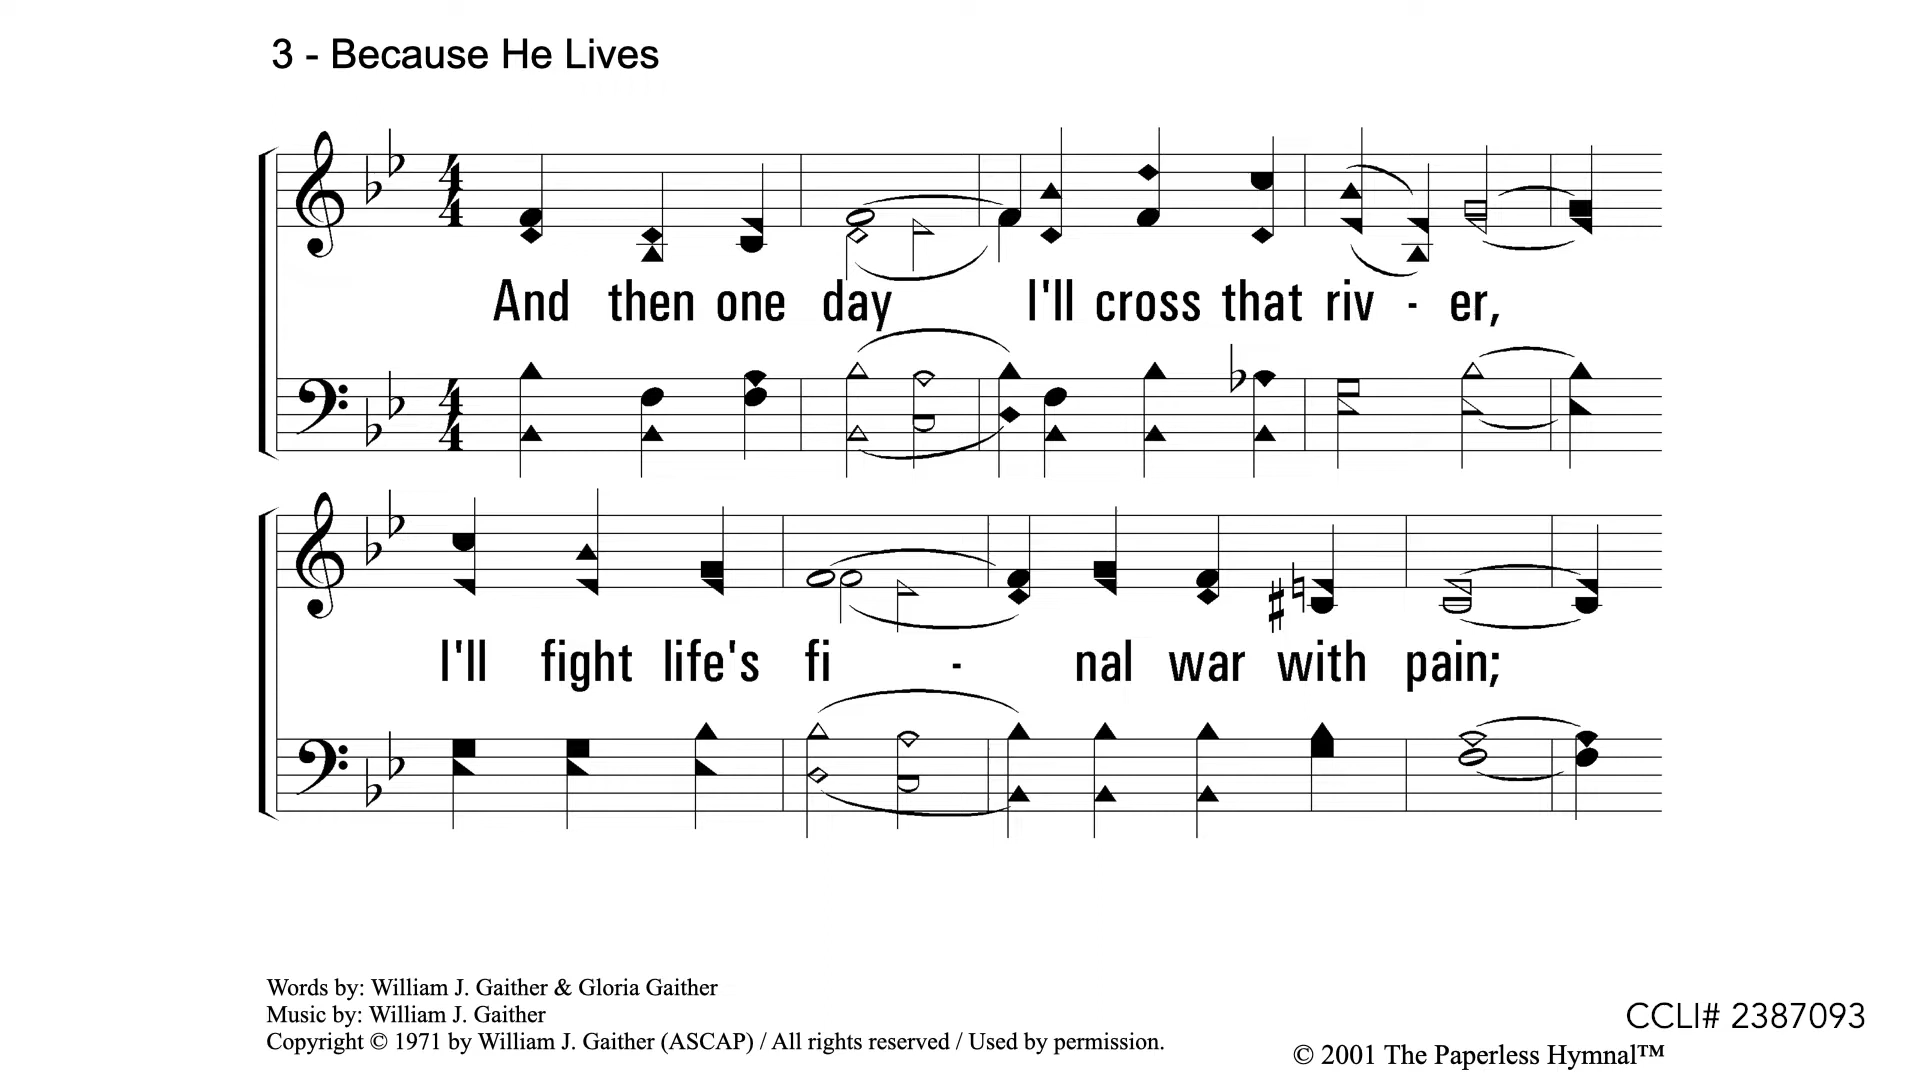 3 - Because He Lives
And then one day I'll cross that riv - er,
I'll fight life's fi - nal war with pain;
Words by: William J. Gaither & Gloria Gaither
Music by: William J. Gaither
Copyright © 1971 by William J. Gaither (ASCAP) / All rights reserved / Used by permission.
CCLI# 2387093
© 2001 The Paperless Hymnal™